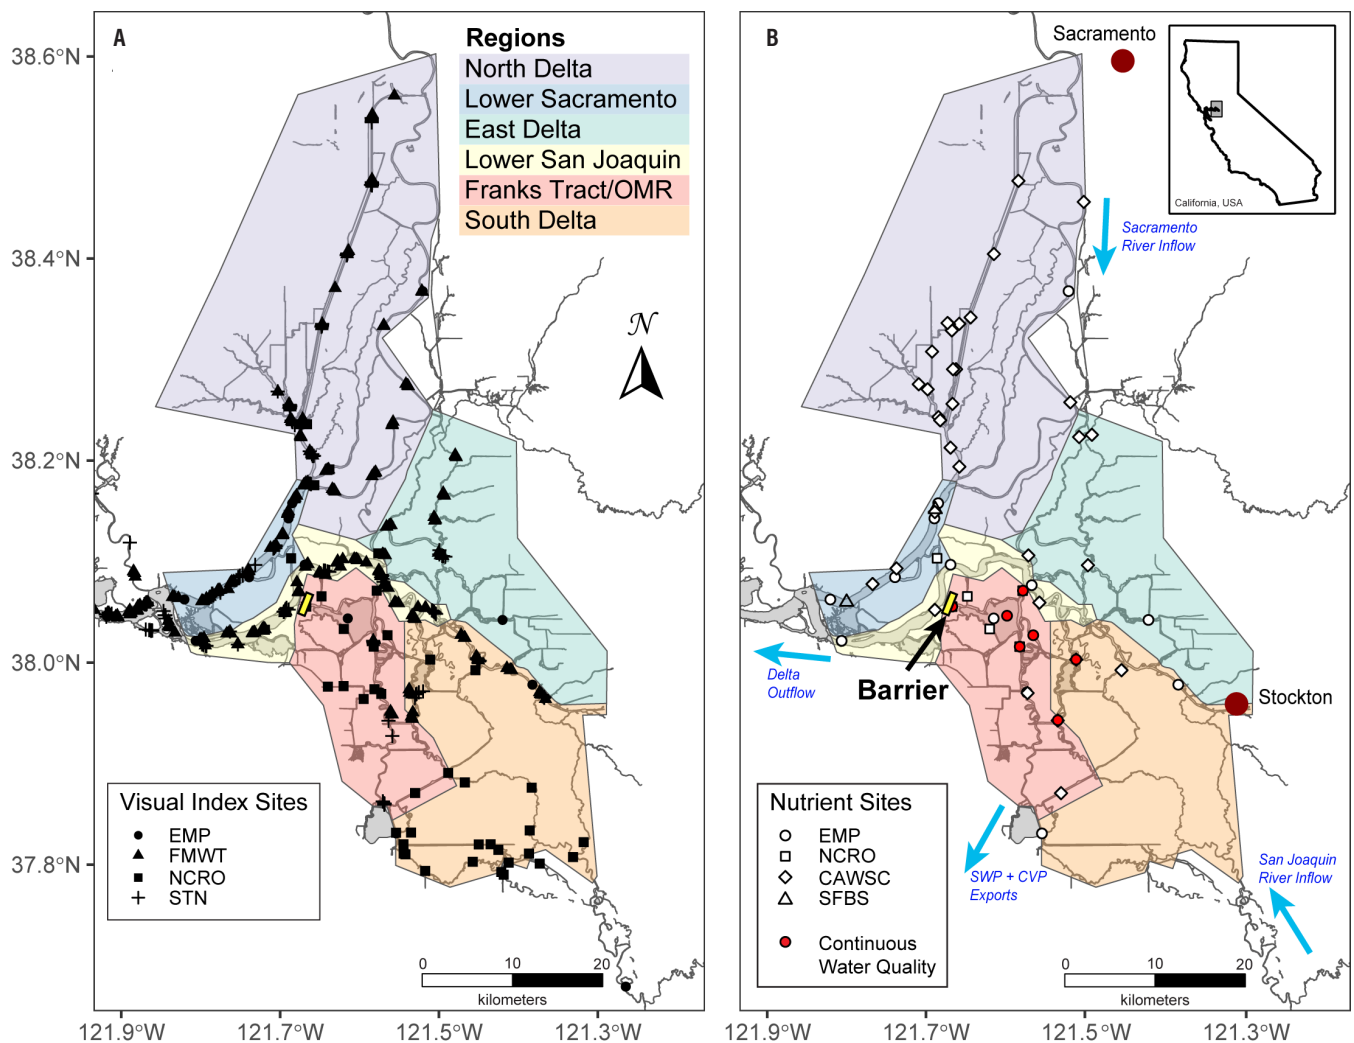 A
Regions
North Delta
Lower Sacramento
East Delta
Lower San Joaquin
Franks Tract/OMR
South Delta
N
Visual Index Sites
EMP
FMWT
NCRO
STN
0 10 20
kilometers
38.6°N
38.4°N
38.2°N
38.0°N
37.8°N
121.9°W 121.7°W 121.5°W 121.3°W
B
Sacramento
California, USA
Sacramento
River Inflow
Delta
Outflow
Barrier
Stockton
SWP + CVP
Exports
San Joaquin
River Inflow
Nutrient Sites
EMP
NCRO
CAWSC
SFBS
Continuous
Water Quality
0 10 20
kilometers
121.9°W 121.7°W 121.5°W 121.3°W